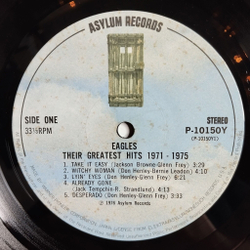 ASYLUM RECORDS
SIDE ONE
33⅓RPM
STEREO
P-10150Y
(P-10150Y2)
EAGLES
THEIR GREATEST HITS 1971 - 1975
1. TAKE IT EASY (Jackson Browne-Glenn Frey) 3:29
2. WITCHY WOMAN (Don Henley-Bernie Leadon) 4:10
3. LYIN' EYES (Don Henley-Glenn Frey) 6:21
4. ALREADY GONE
(Jack Tempchin-R. Strandlund) 4:13
5. DESPERADO (Don Henley-Glenn Frey) 3:33